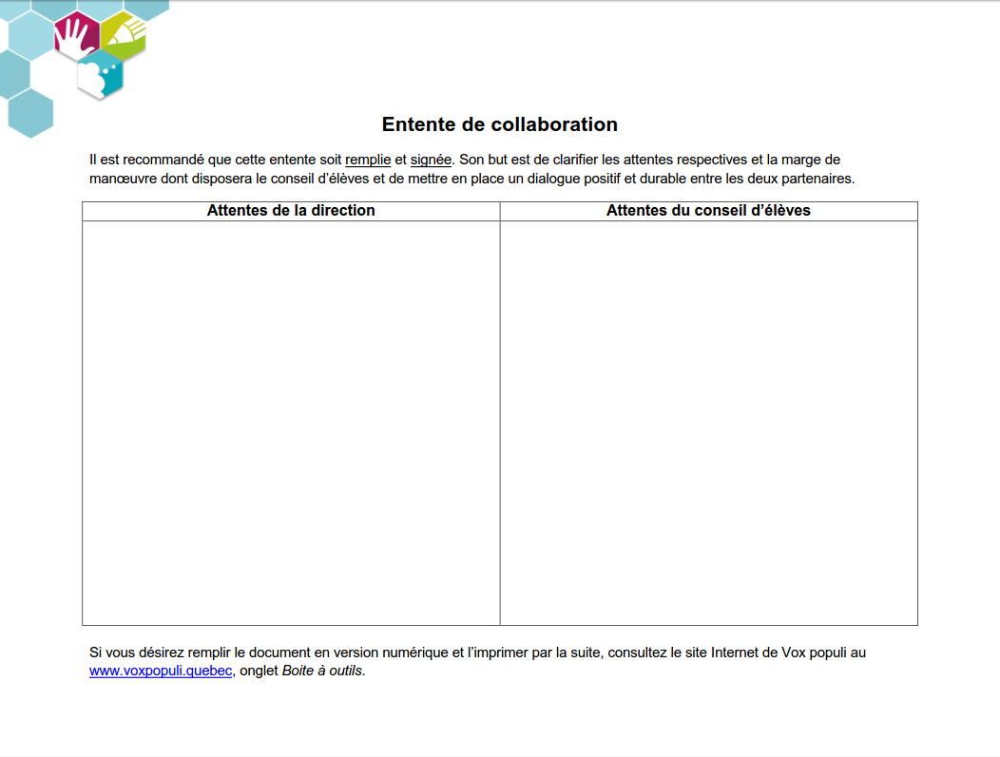 Entente de collaboration
Il est recommandé que cette entente soit remplie et signée. Son but est de clarifier les attentes respectives et la marge de
manœuvre dont disposera le conseil d’élèves et de mettre en place un dialogue positif et durable entre les deux partenaires.
Attentes de la direction
Attentes du conseil d’élèves
Si vous désirez remplir le document en version numérique et l’imprimer par la suite, consultez le site Internet de Vox populi au
www.voxpopuli.quebec, onglet Boite à outils.